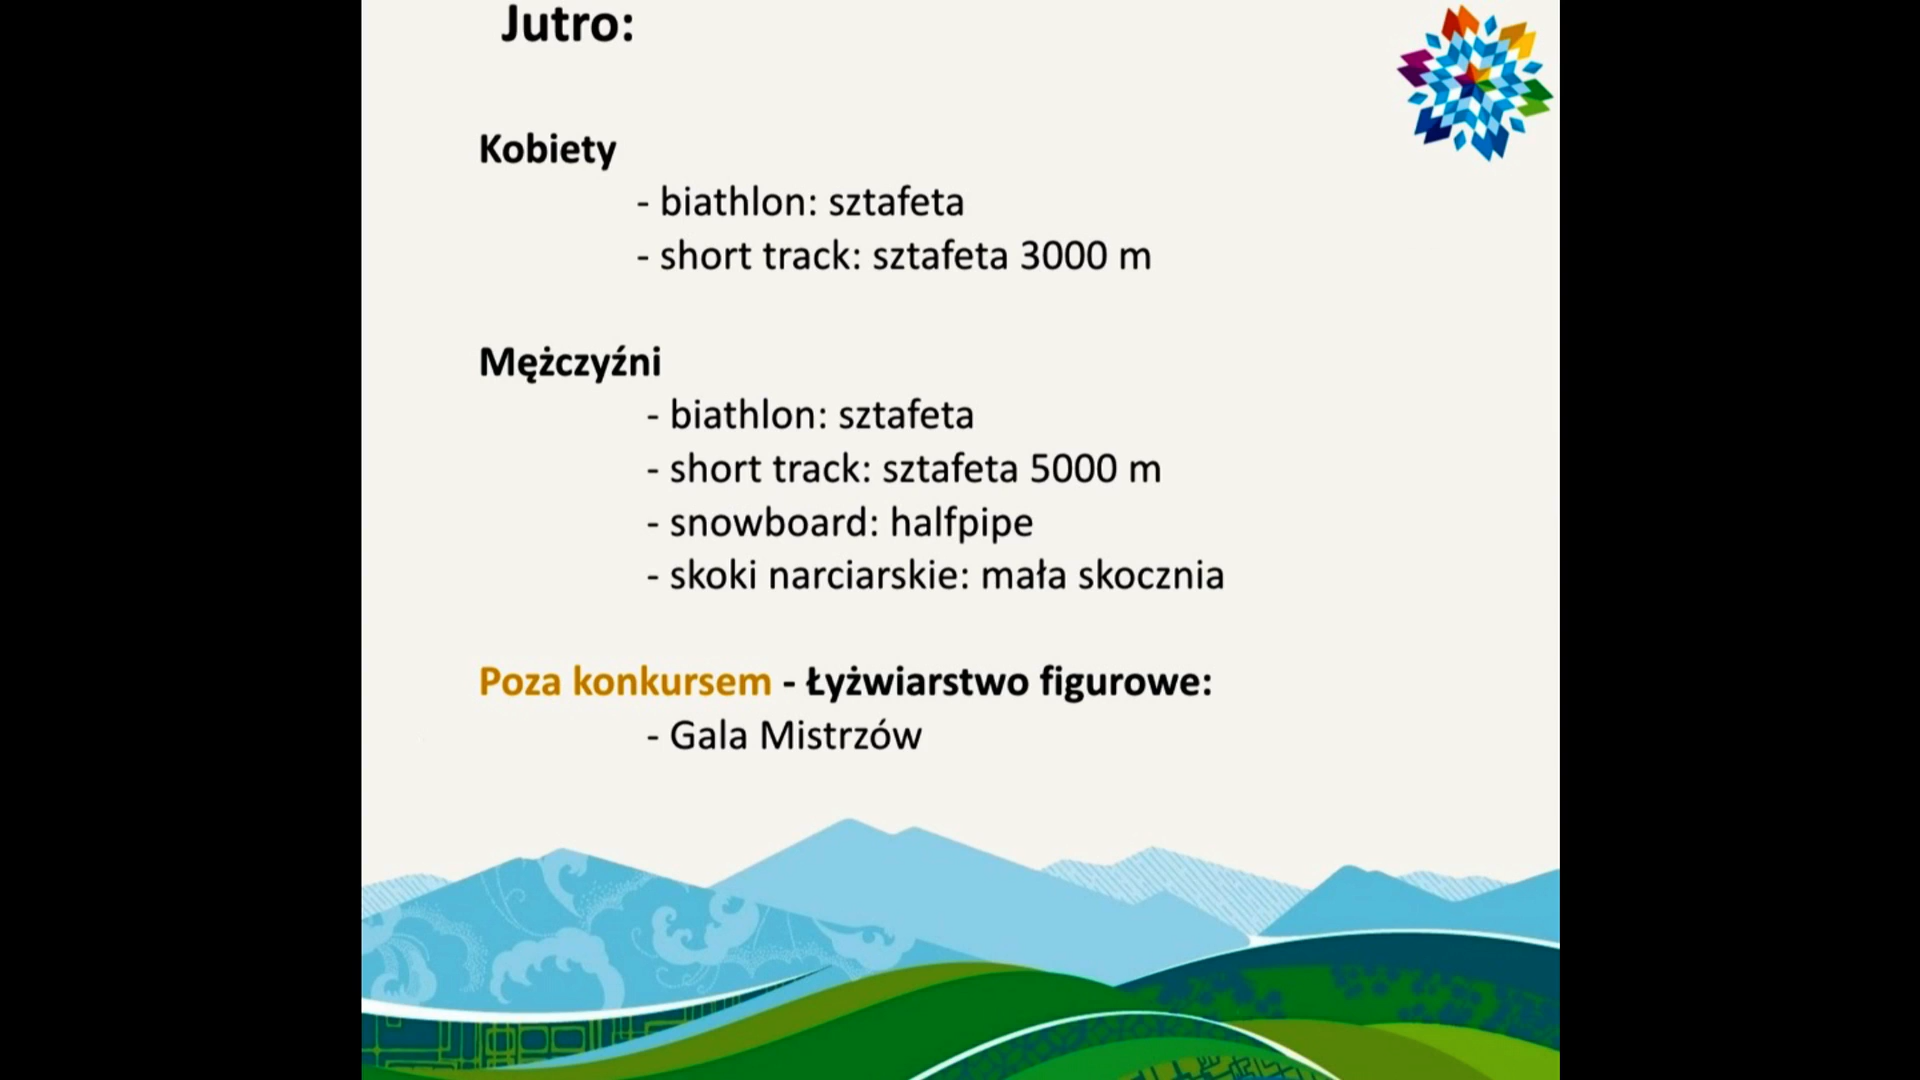 Jutro:
Kobiety
- biathlon: sztafeta
- short track: sztafeta 3000 m
Mężczyźni
- biathlon: sztafeta
- short track: sztafeta 5000 m
- snowboard: halfpipe
- skoki narciarskie: mała skocznia
Poza konkursem - Łyżwiarstwo figurowe:
- Gala Mistrzów